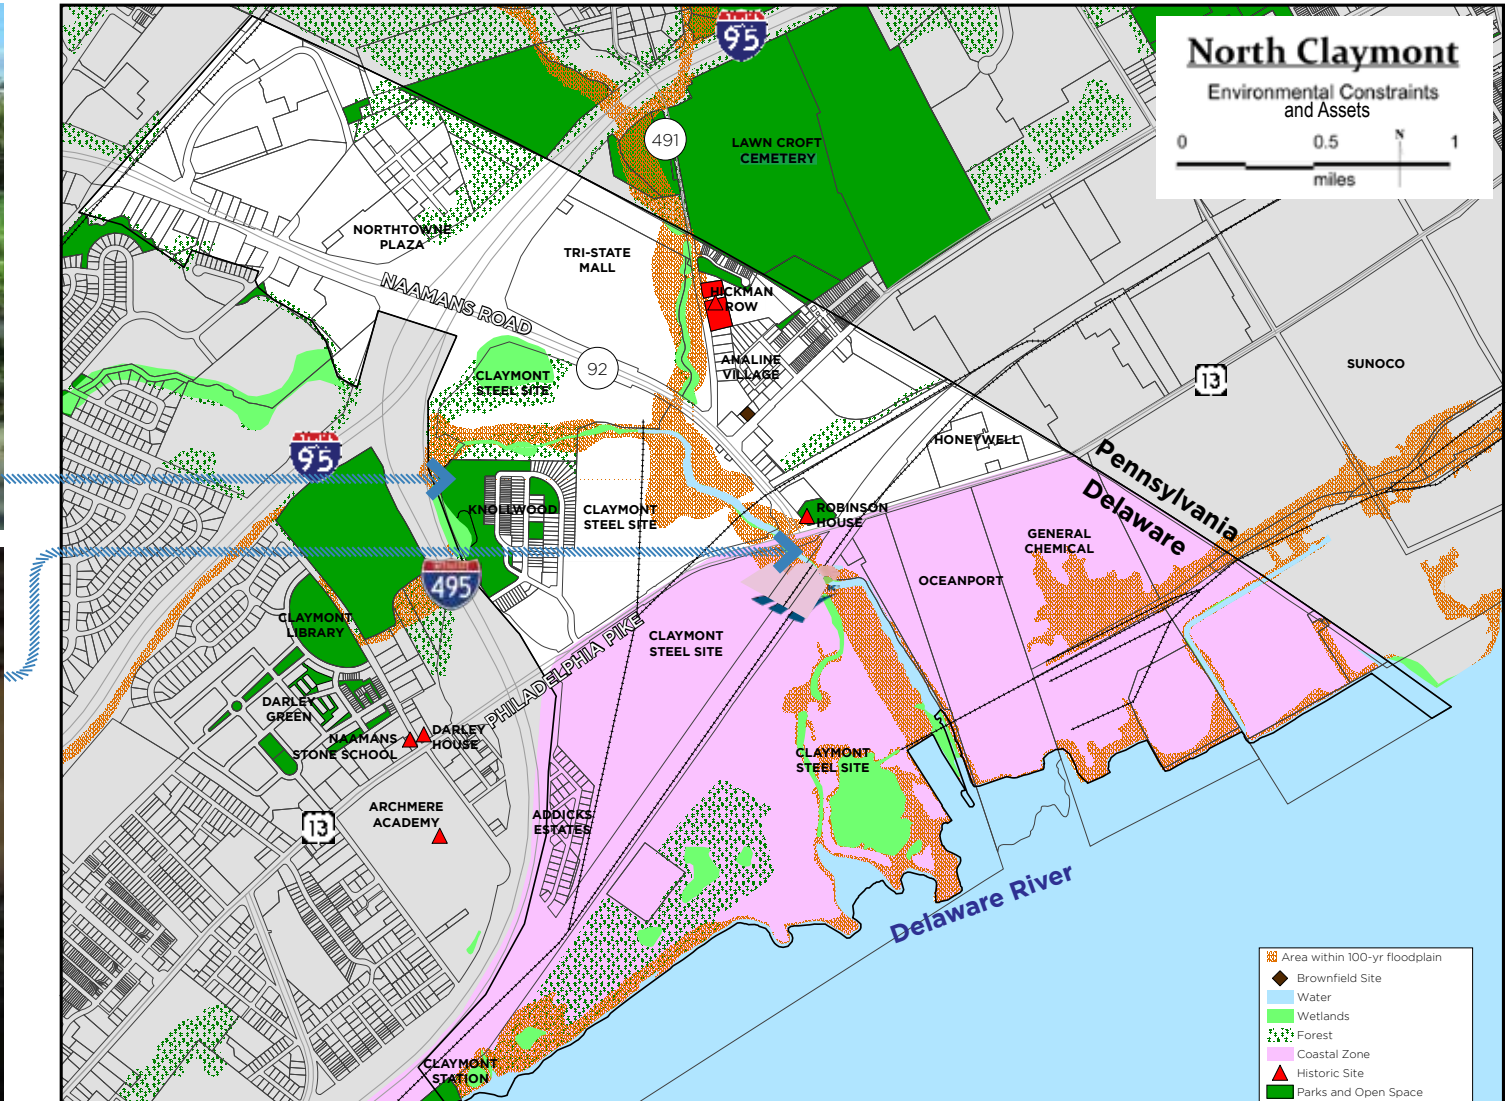 North Claymont
Environmental Constraints
and Assets
0 0.5 1
N
miles
95
491
LAWN CROFT
CEMETERY
NORTHTOWNE
PLAZA
TRI-STATE
MALL
NAAMANS ROAD
HICKMAN
ROW
92
ANALINE
VILLAGE
CLAYMONT
STEEL SITE
SUNOCO
13
HONEYWELL
95
Pennsylvania
Delaware
KNOLLWOOD
CLAYMONT
STEEL SITE
ROBINSON
HOUSE
GENERAL
CHEMICAL
OCEANPORT
495
CLAYMONT
LIBRARY
PHILADELPHIA PIKE
CLAYMONT
STEEL SITE
DARLEY
GREEN
NAAMANS
STONE SCHOOL
DARLEY
HOUSE
CLAYMONT
STEEL SITE
ARCHMERE
ACADEMY
13
ADDICKS
ESTATES
Delaware River
CLAYMONT
STATION
Area within 100-yr floodplain
Brownfield Site
Water
Wetlands
Forest
Coastal Zone
Historic Site
Parks and Open Space